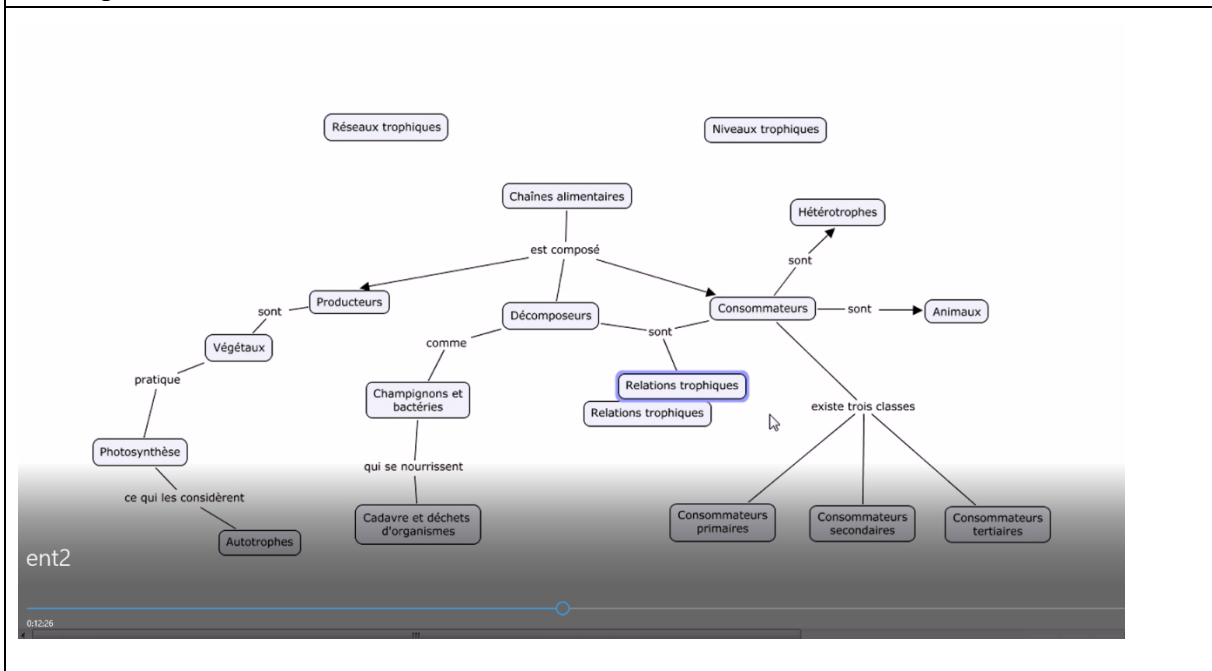 Réseaux trophiques
Niveaux trophiques
Chaînes alimentaires
Hétérotrophes
est composé
sont
Producteurs
sont
Décomposeurs
Consommateurs
sont
Animaux
Végétaux
comme
sont
pratique
Relations trophiques
Champignons et
bactéries
Relations trophiques
existe trois classes
Photosynthèse
qui se nourrissent
ce qui les considèrent
Cadavre et déchets
d'organismes
Consommateurs
primaires
Consommateurs
secondaires
Consommateurs
tertiaires
Autotrophes
ent2
0:12:26